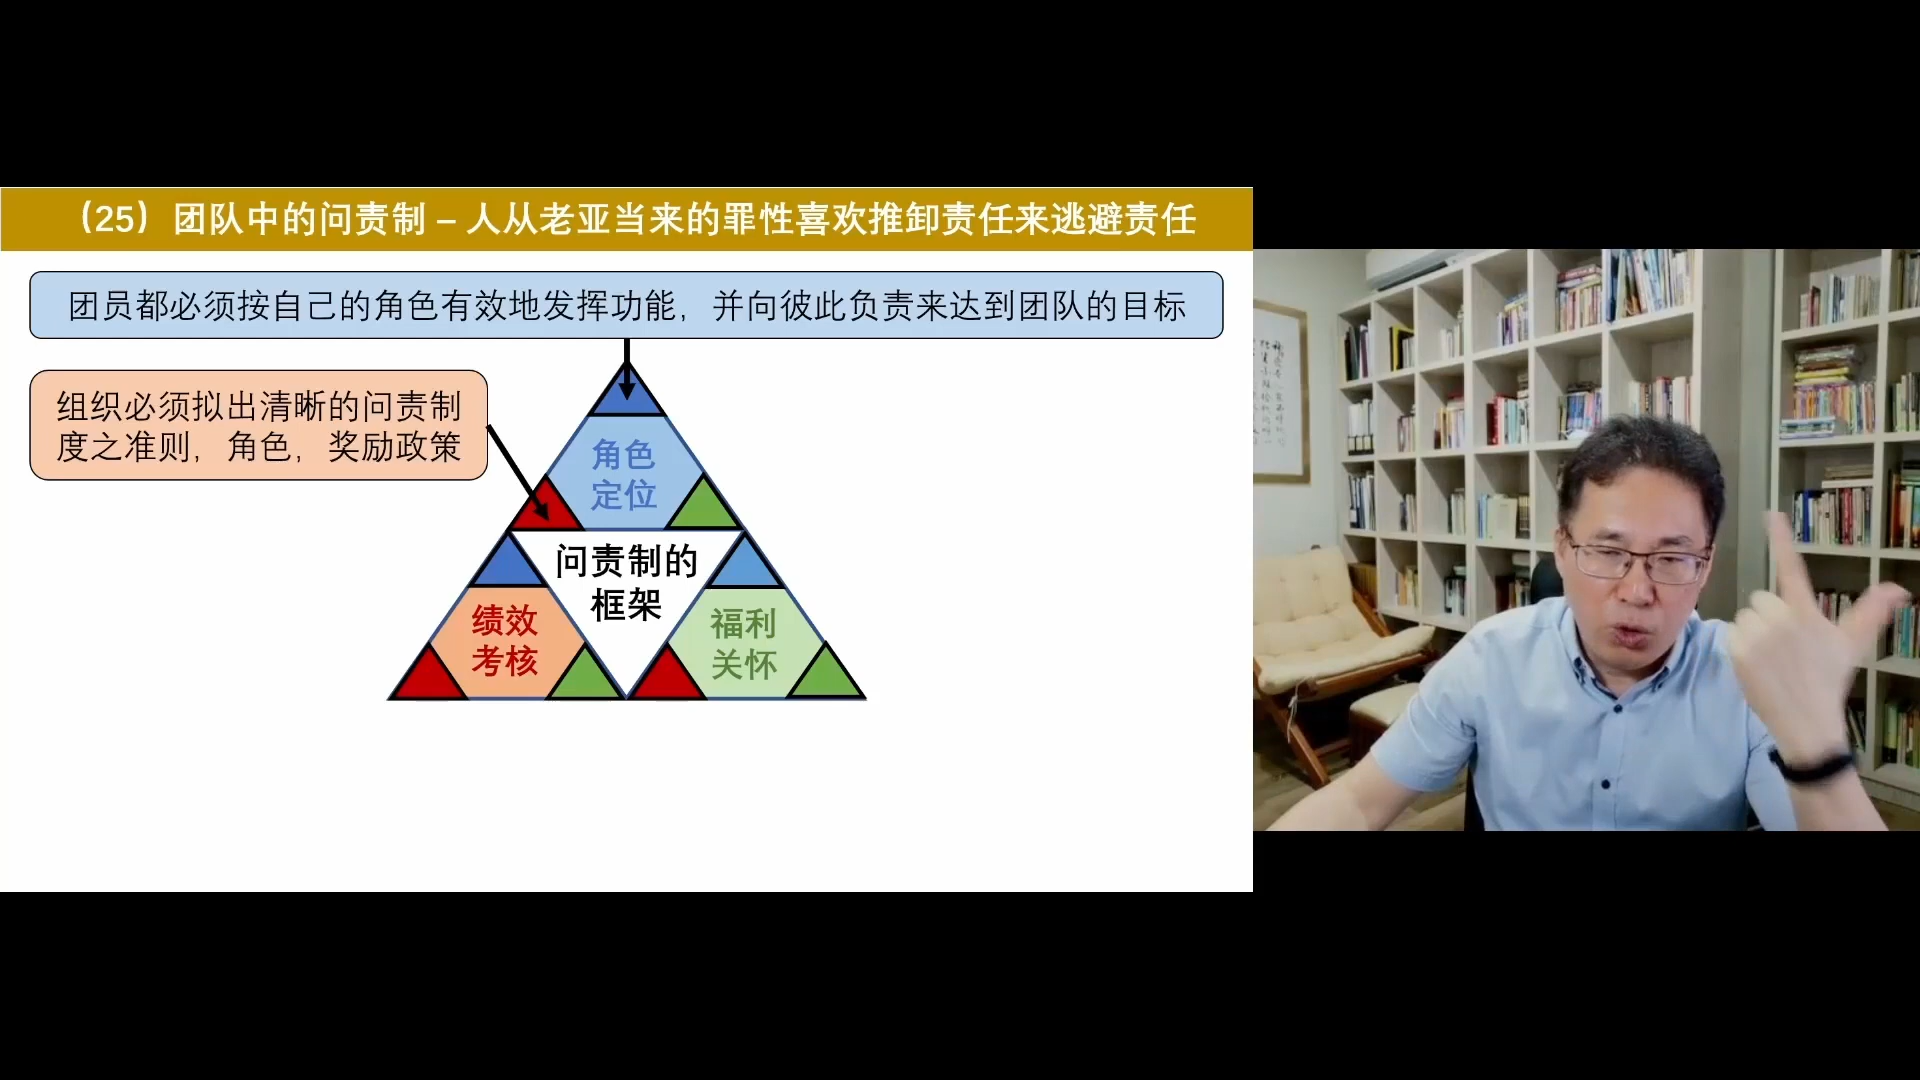 （25）团队中的问责制 – 人从老亚当来的罪性喜欢推卸责任来逃避责任
团员都必须按自己的角色有效地发挥功能，并向彼此负责来达到团队的目标
组织必须拟出清晰的问责制
度之准则，角色，奖励政策
角色
定位
问责制的
框架
绩效
考核
福利
关怀